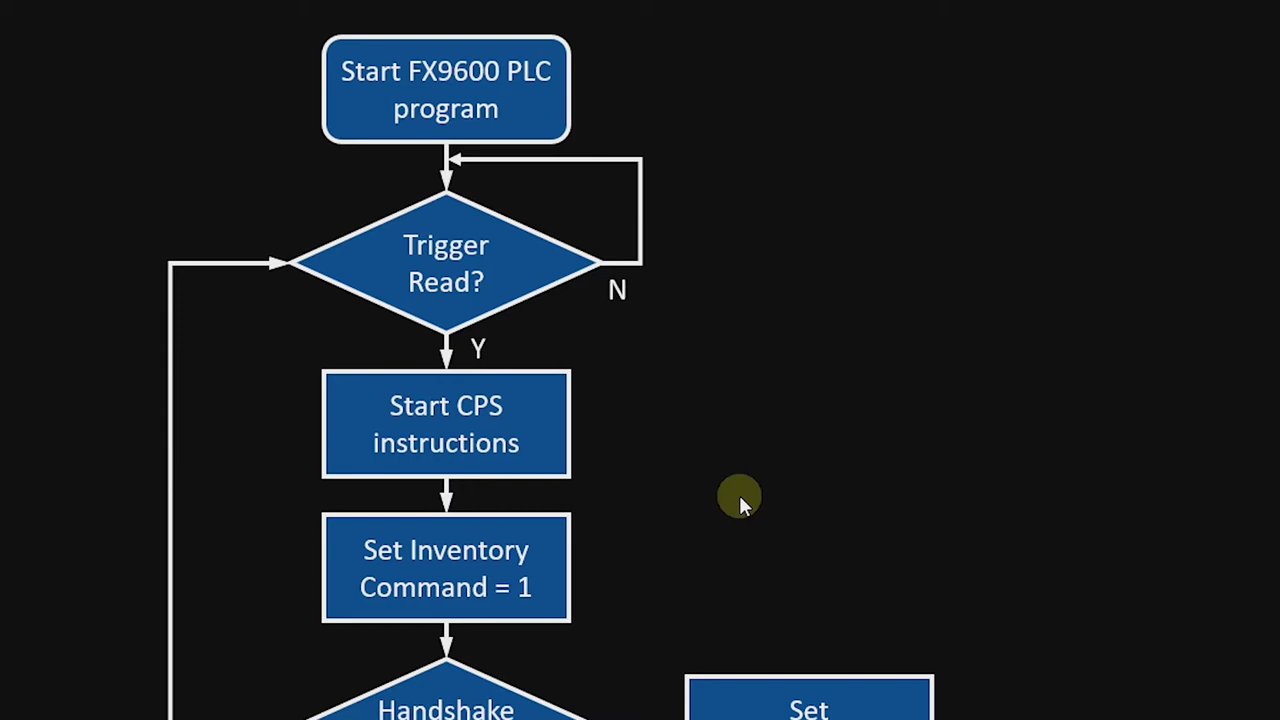 Start FX9600 PLC
program
Trigger
Read?
N
Y
Start CPS
instructions
Set Inventory
Command = 1
Handshake
Set